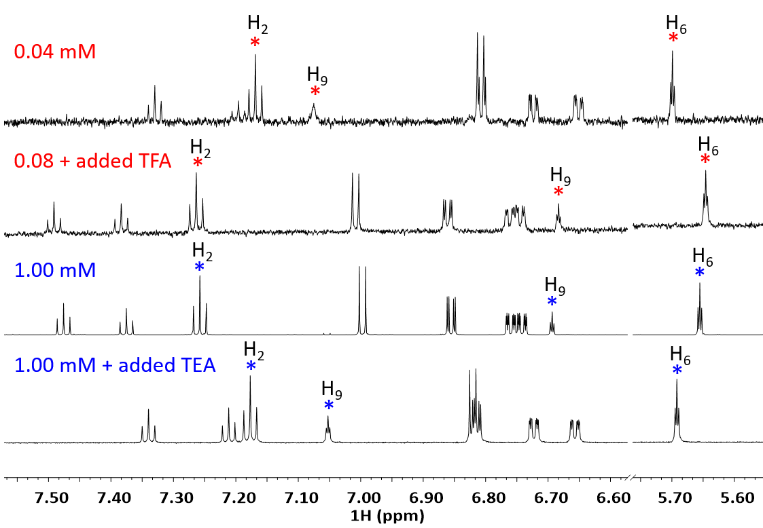 0.04 mM
H₂
*
H₉
*
H₆
*
0.08 + added TFA
H₂
*
H₉
*
H₆
*
1.00 mM
H₂
*
H₉
*
H₆
*
1.00 mM + added TEA
H₂
*
H₉
*
H₆
*
7.50 7.40 7.30 7.20 7.10 7.00 6.90 6.80 6.70 6.60 5.70 5.60
1H (ppm)